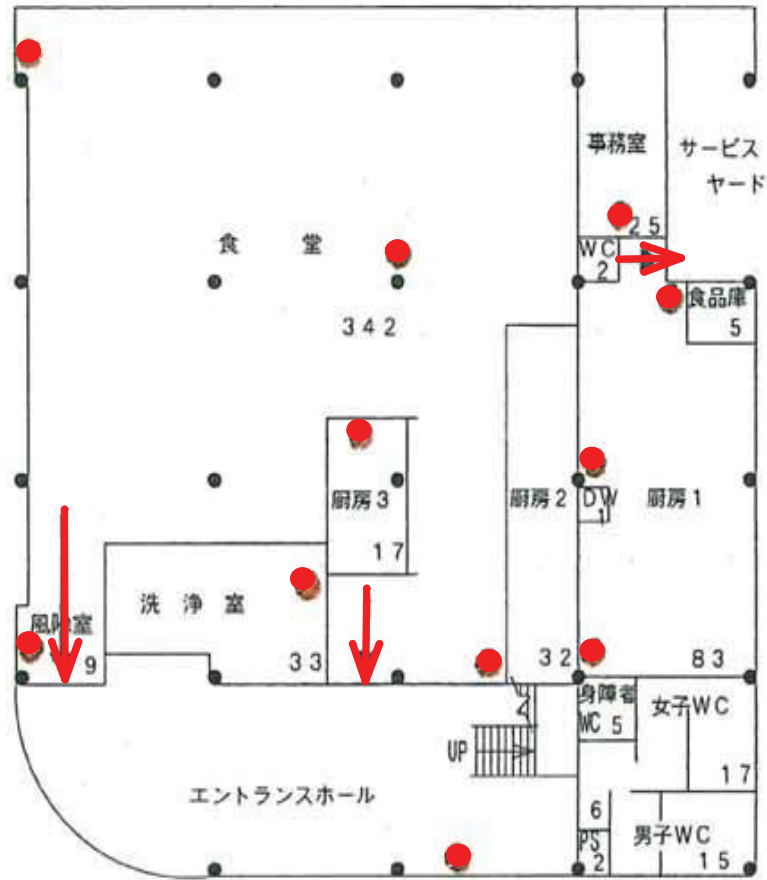 事務室
サービス
ヤード
25
食 堂
WC
2
食品庫
5
342
厨房3
17
厨房2
32
DW
1
厨房1
83
洗 浄 室
33
風除室
9
身障者
WC 5
女子WC
17
UP
エントランスホール
6
PS
2
男子WC
15